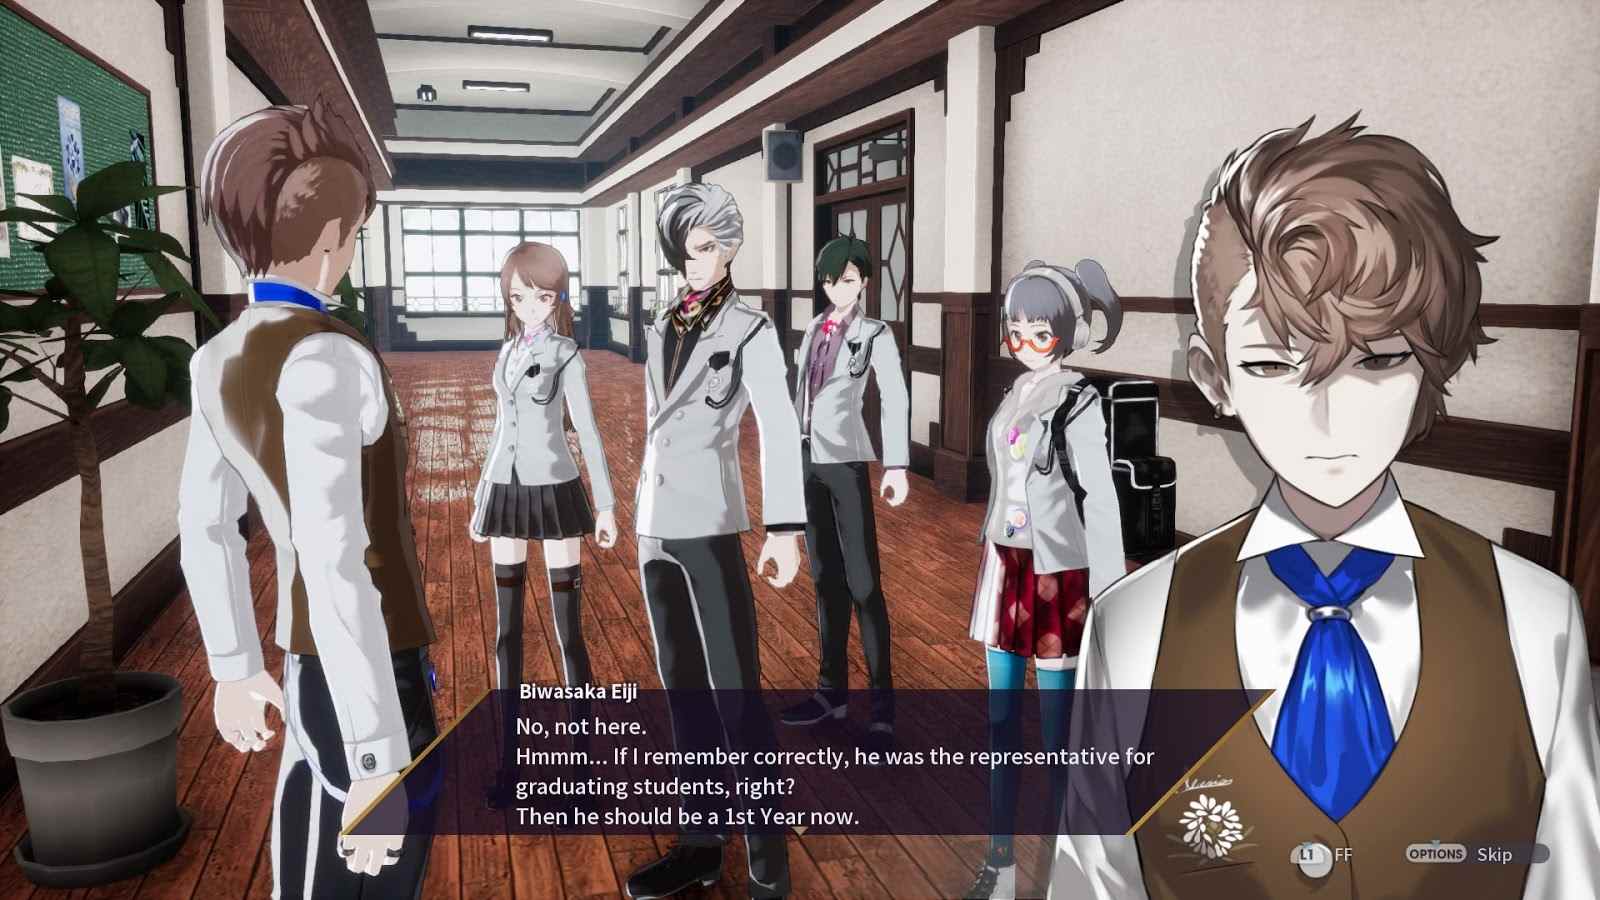 Biwasaka Eiji
No, not here.
Hmmm... If I remember correctly, he was the representative for
graduating students, right?
Then he should be a 1st Year now.
L1 FF
OPTIONS Skip